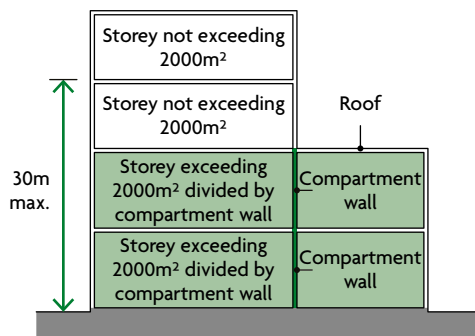 Storey not exceeding
2000m²
Storey not exceeding
2000m²
Roof
30m
max.
Storey exceeding
2000m² divided by
compartment wall
Compartment
wall
Storey exceeding
2000m² divided by
compartment wall
Compartment
wall